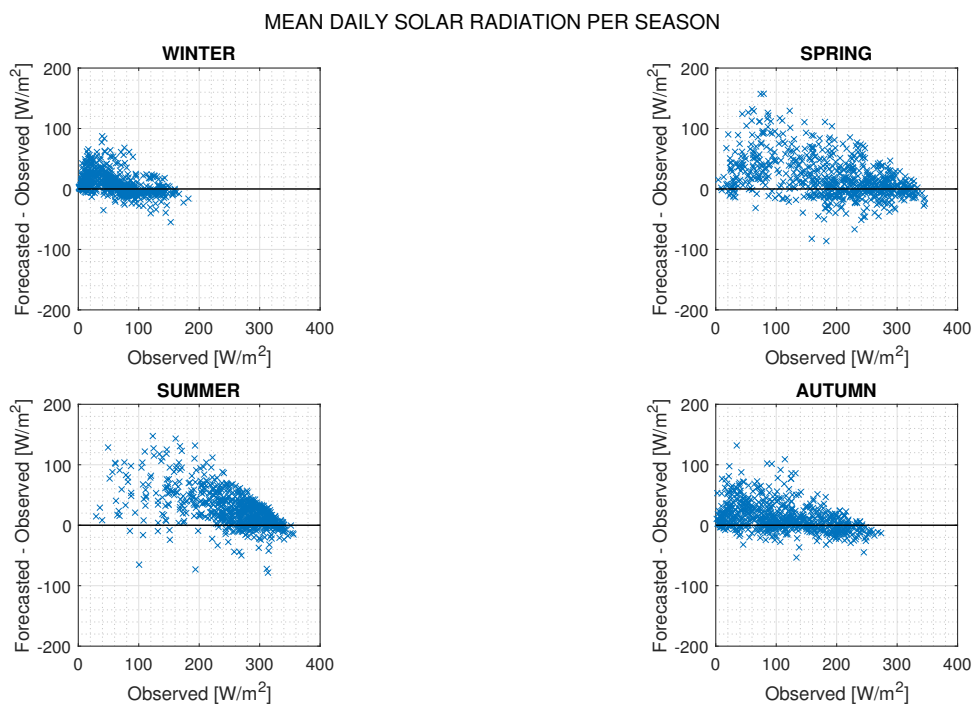 MEAN DAILY SOLAR RADIATION PER SEASON
WINTER
200
100
0
-100
-200
Forecasted - Observed [W/m²]
0 100 200 300 400
Observed [W/m²]
SPRING
200
100
0
-100
-200
Forecasted - Observed [W/m²]
0 100 200 300 400
Observed [W/m²]
SUMMER
200
100
0
-100
-200
Forecasted - Observed [W/m²]
0 100 200 300 400
Observed [W/m²]
AUTUMN
200
100
0
-100
-200
Forecasted - Observed [W/m²]
0 100 200 300 400
Observed [W/m²]